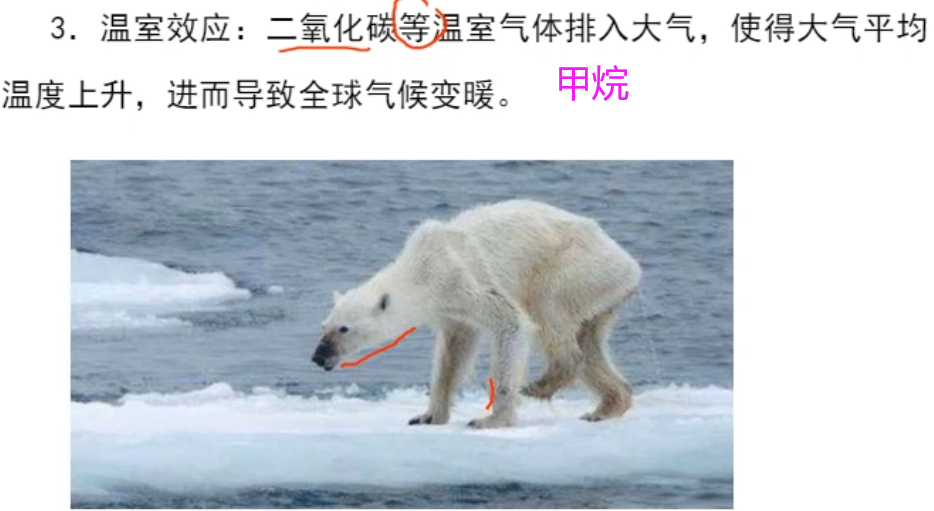 3．温室效应：二氧化碳等温室气体排入大气，使得大气平均
温度上升，进而导致全球气候变暖。
甲烷